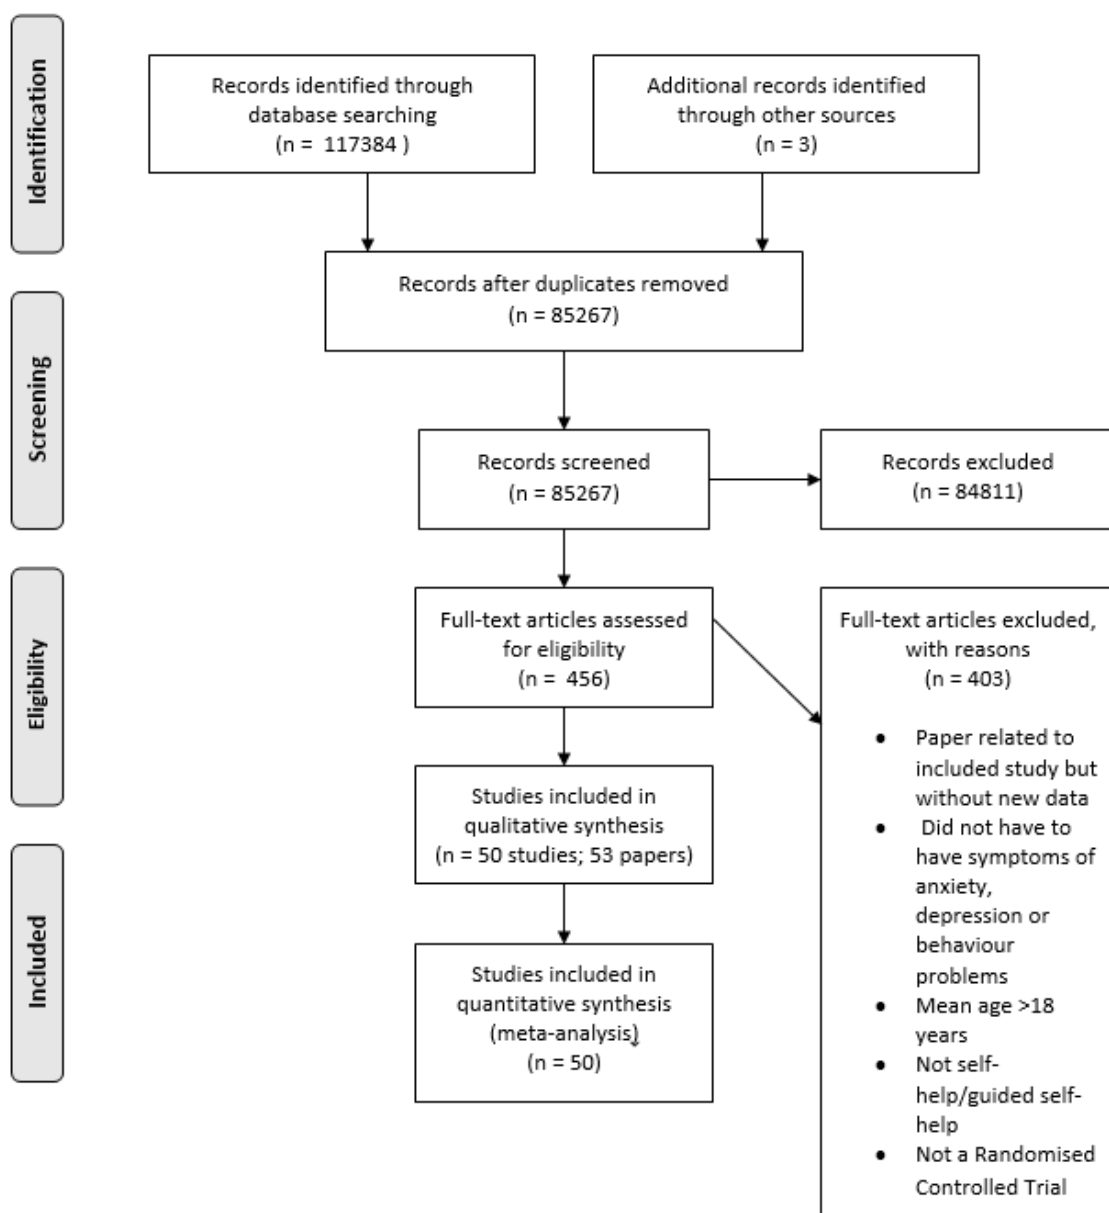 Identification
Records identified through
database searching
(n =  117384 )
Additional records identified
through other sources
(n = 3)
Records after duplicates removed
(n = 85267)
Screening
Records screened
(n = 85267)
Records excluded
(n = 84811)
Eligibility
Full-text articles assessed
for eligibility
(n =  456)
Full-text articles excluded,
with reasons
(n = 403)
● Paper related to
included study but
without new data
● Did not have to
have symptoms of
anxiety,
depression or
behaviour
problems
● Mean age >18
years
● Not self-
help/guided self-
help
● Not a Randomised
Controlled Trial
Studies included in
qualitative synthesis
(n = 50 studies; 53 papers)
Included
Studies included in
quantitative synthesis
(meta-analysis)
(n = 50)